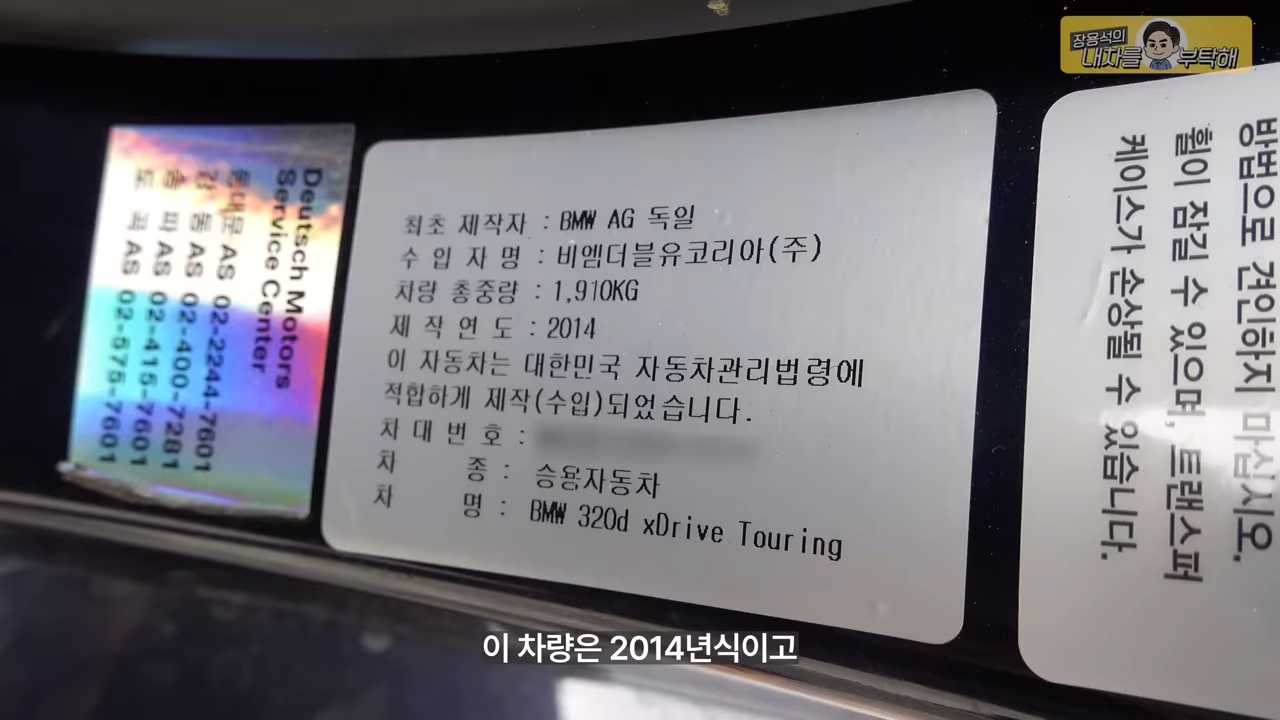 장용석의
내차를 부탁해
Deutsch Motors
Service Center
동대문 AS 02-2244-7601
강 동 AS 02-400-7281
송 파 AS 02-415-7601
도 곡 AS 02-575-7601
최초 제작자 : BMW AG 독일
수 입 자 명 : 비엠더블유코리아(주)
차량 총중량 : 1,910KG
제 작 연 도 : 2014
이 자동차는 대한민국 자동차관리법령에
적합하게 제작(수입)되었습니다.
차 대 번 호 :
차 종 : 승용자동차
차 명 : BMW 320d xDrive Touring
방법으로 견인하지 마십시오.
휠이 잠길 수 있으며, 트랜스퍼
케이스가 손상될 수 있습니다.
이 차량은 2014년식이고